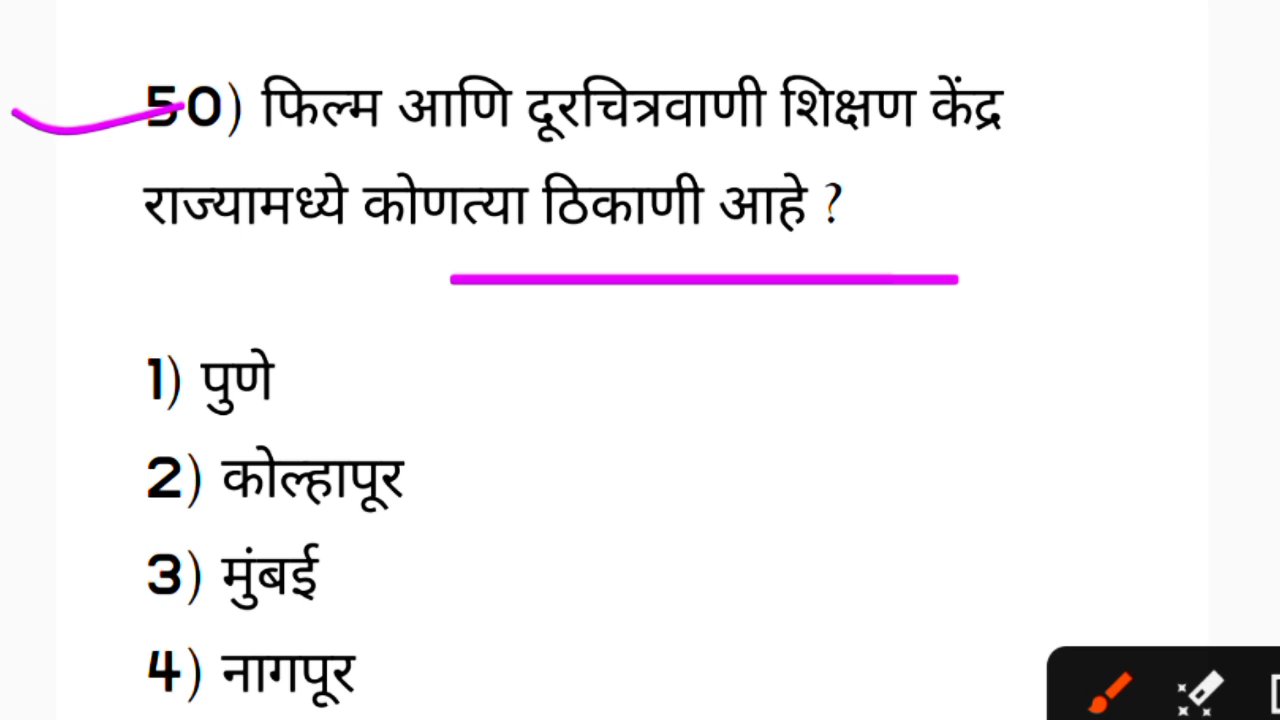 50) फिल्म आणि दूरचित्रवाणी शिक्षण केंद्र
राज्यामध्ये कोणत्या ठिकाणी आहे ?
1) पुणे
2) कोल्हापूर
3) मुंबई
4) नागपूर